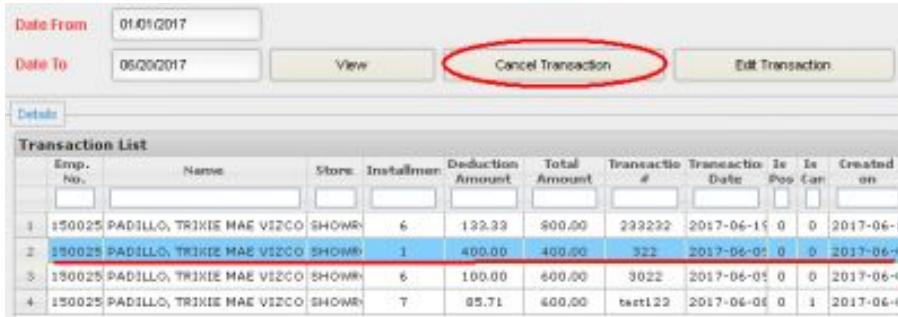 Date From 01/01/2017
Date To 06/20/2017 View Cancel Transaction Edit Transaction
Details
Transaction List
Emp. No. Name Store Installmen Deduction Amount Total Amount Transactio # Transactio Date Is Pos Is Can Created on
1 150025 PADILLO, TRIXIE MAE VIZCO SHOWR 6 133.33 800.00 233232 2017-06-19 0 0 2017-06-
2 150025 PADILLO, TRIXIE MAE VIZCO SHOWR 1 400.00 400.00 322 2017-06- 0 0 2017-06-
3 150025 PADILLO, TRIXIE MAE VIZCO SHOWR 6 100.00 600.00 3022 2017-06- 0 0 2017-06-
4 150025 PADILLO, TRIXIE MAE VIZCO SHOWR 7 85.71 600.00 test123 2017-06- 0 1 2017-06-